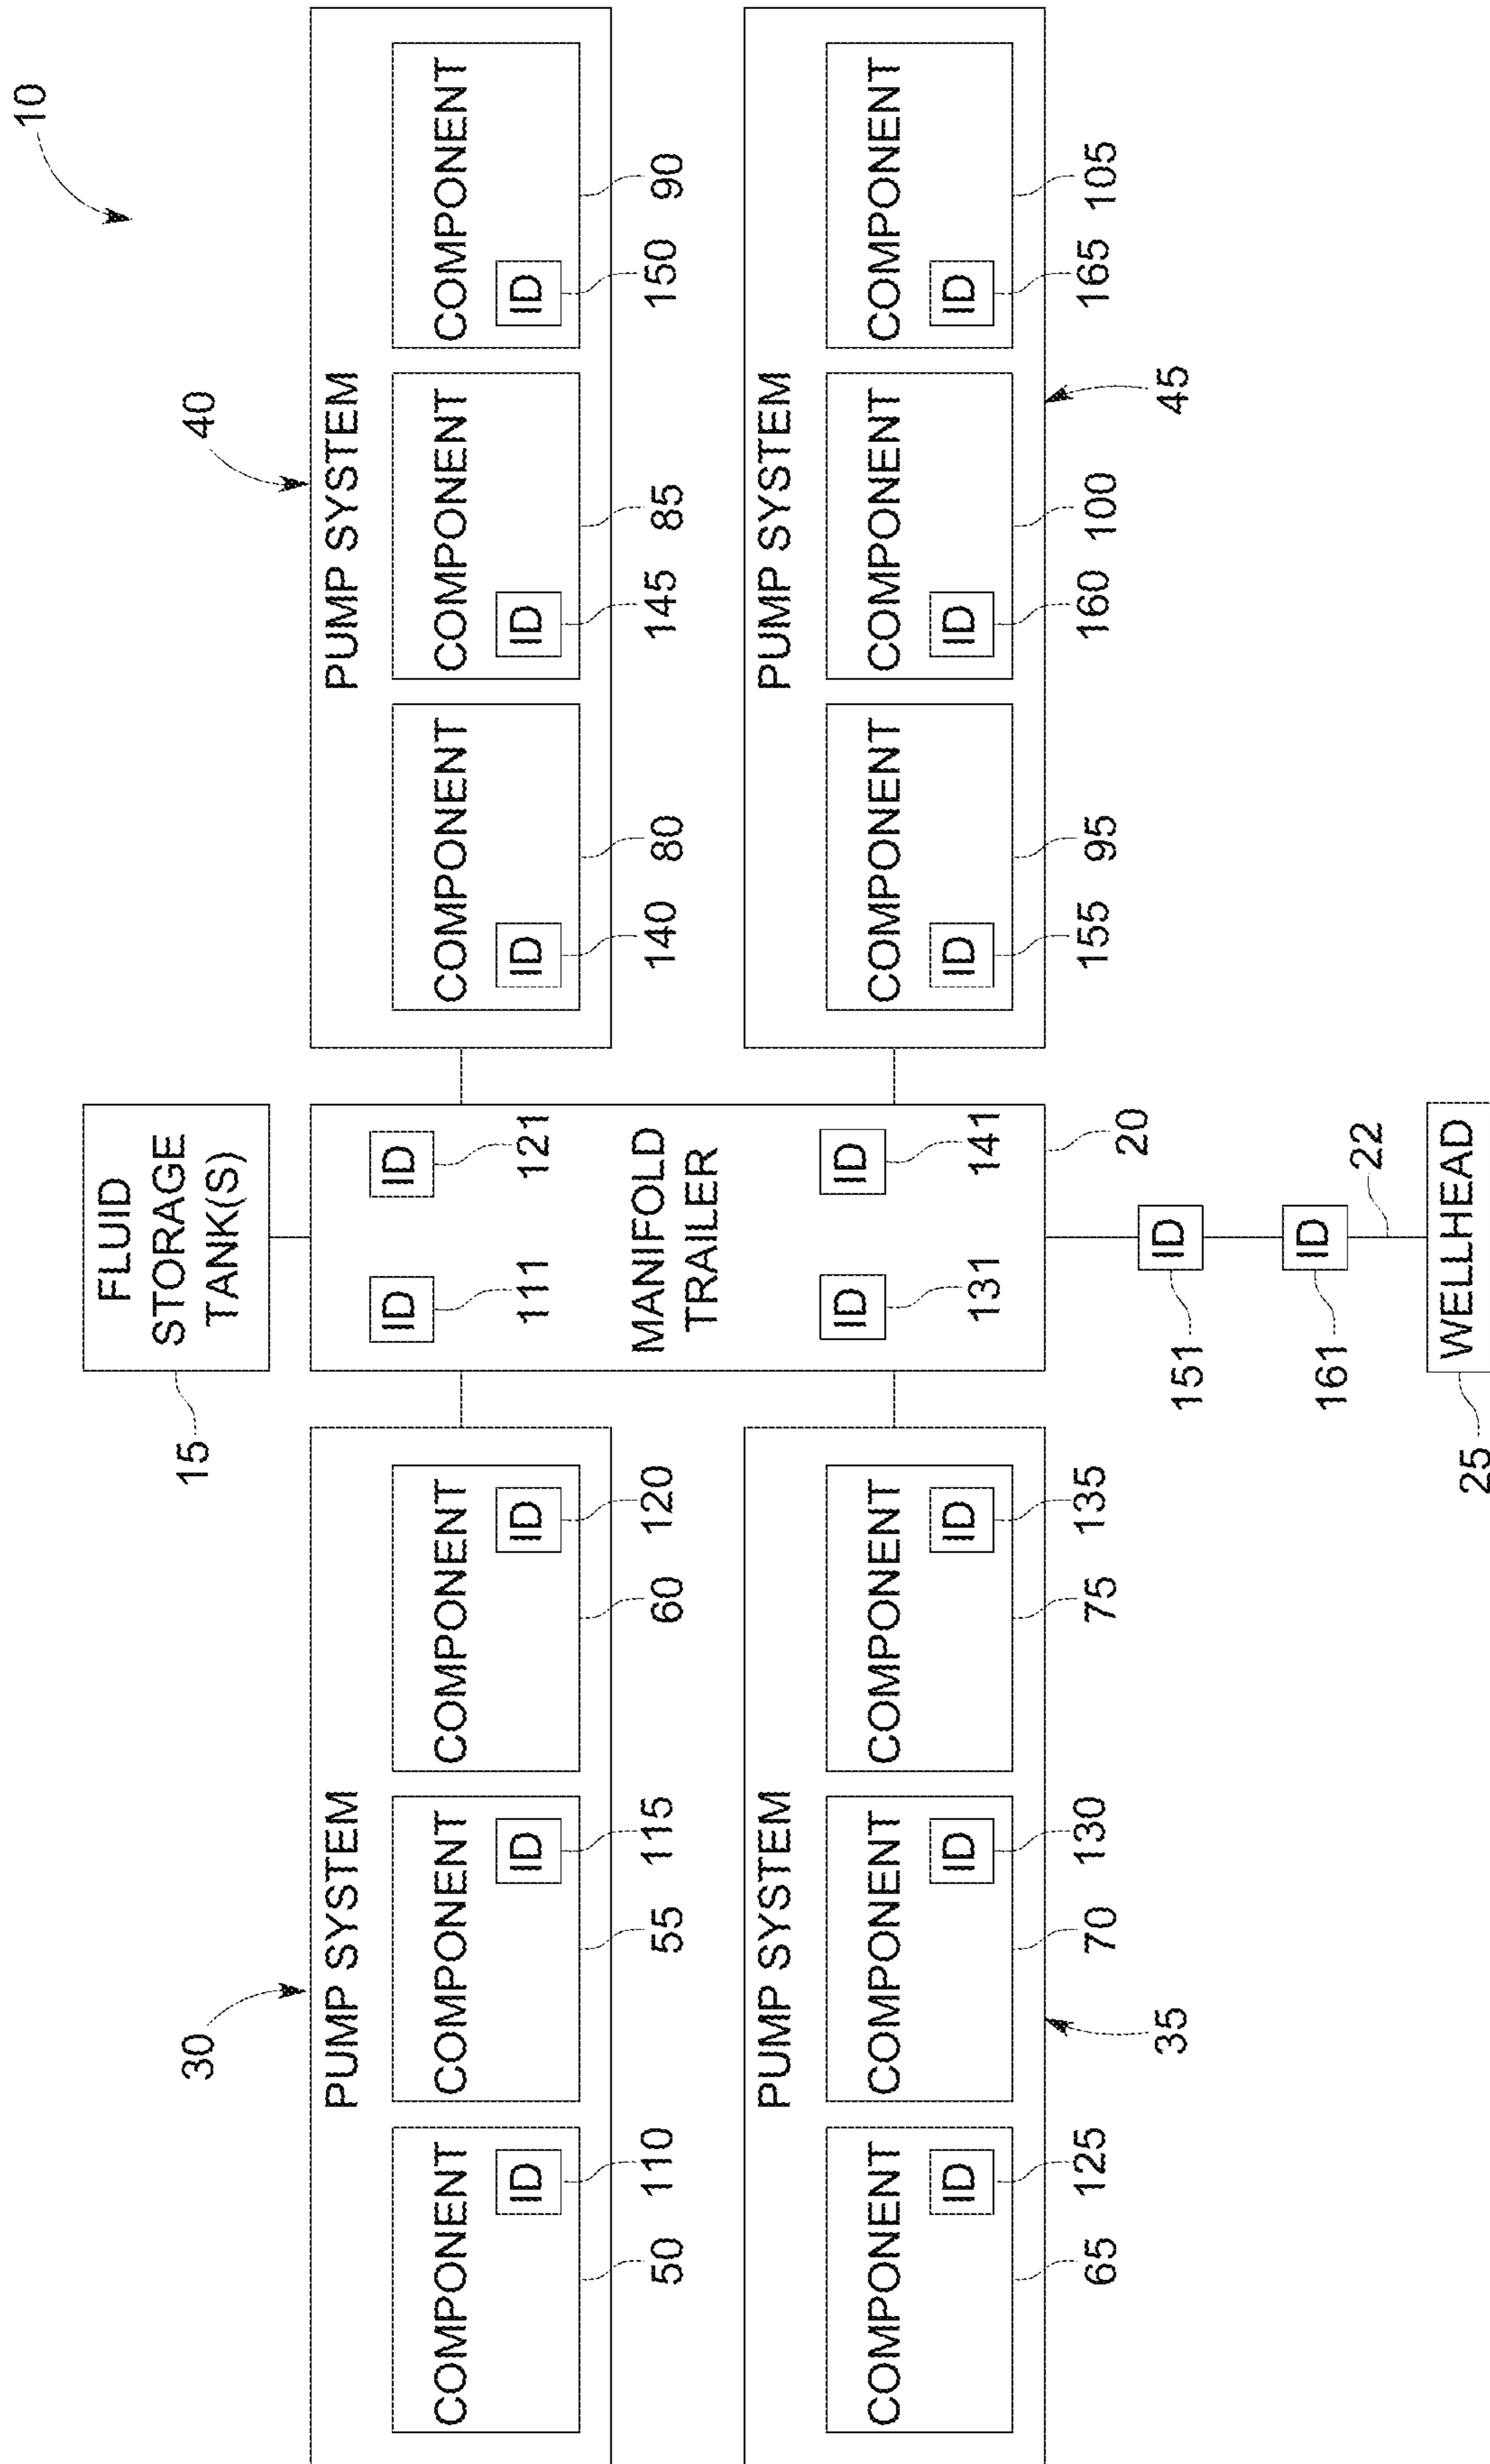 10
FLUID
STORAGE
TANK(S)
15
30
40
PUMP SYSTEM
COMPONENT
ID
COMPONENT
ID
COMPONENT
ID
50
110
55
115
60
120
ID
111
ID
121
MANIFOLD
TRAILER
ID
131
ID
141
20
PUMP SYSTEM
COMPONENT
ID
COMPONENT
ID
COMPONENT
ID
140
80
145
85
150
90
PUMP SYSTEM
COMPONENT
ID
COMPONENT
ID
COMPONENT
ID
65
125
70
130
75
135
35
PUMP SYSTEM
COMPONENT
ID
COMPONENT
ID
COMPONENT
ID
155
95
160
100
165
105
45
ID
151
ID
161
22
WELLHEAD
25